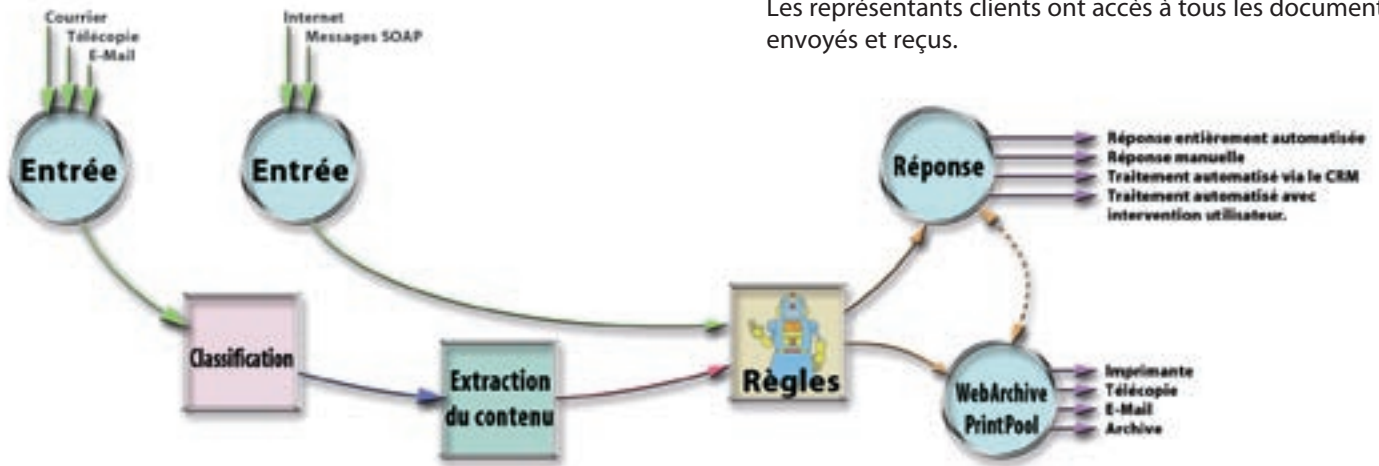 Les représentants clients ont accès à tous les document
envoyés et reçus.
Courrier
Télécopie
E-Mail
Internet
Messages SOAP
Entrée
Entrée
Classification
Extraction
du contenu
Règles
Réponse
Réponse entièrement automatisée
Réponse manuelle
Traitement automatisé via le CRM
Traitement automatisé avec
intervention utilisateur.
WebArchive
PrintPool
Imprimante
Télécopie
E-Mail
Archive